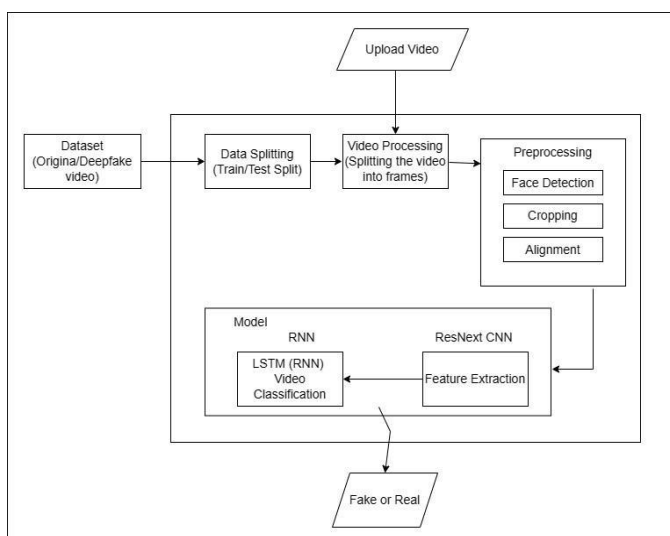 Upload Video
Dataset
(Origina/Deepfake
video)
Data Splitting
(Train/Test Split)
Video Processing
(Splitting the video
into frames)
Preprocessing
Face Detection
Cropping
Alignment
Model
RNN
ResNext CNN
LSTM (RNN)
Video
Classification
Feature Extraction
Fake or Real